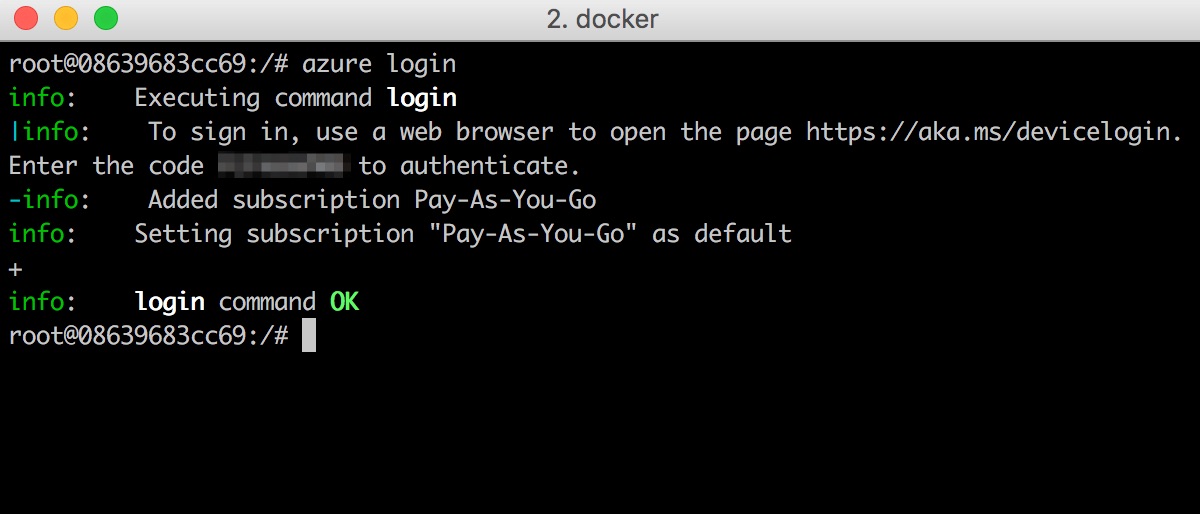 2. docker
root@08639683cc69:/# azure login
info:    Executing command login
|info:    To sign in, use a web browser to open the page https://aka.ms/devicelogin.
Enter the code to authenticate.
-info:    Added subscription Pay-As-You-Go
info:    Setting subscription "Pay-As-You-Go" as default
+
info:    login command OK
root@08639683cc69:/#